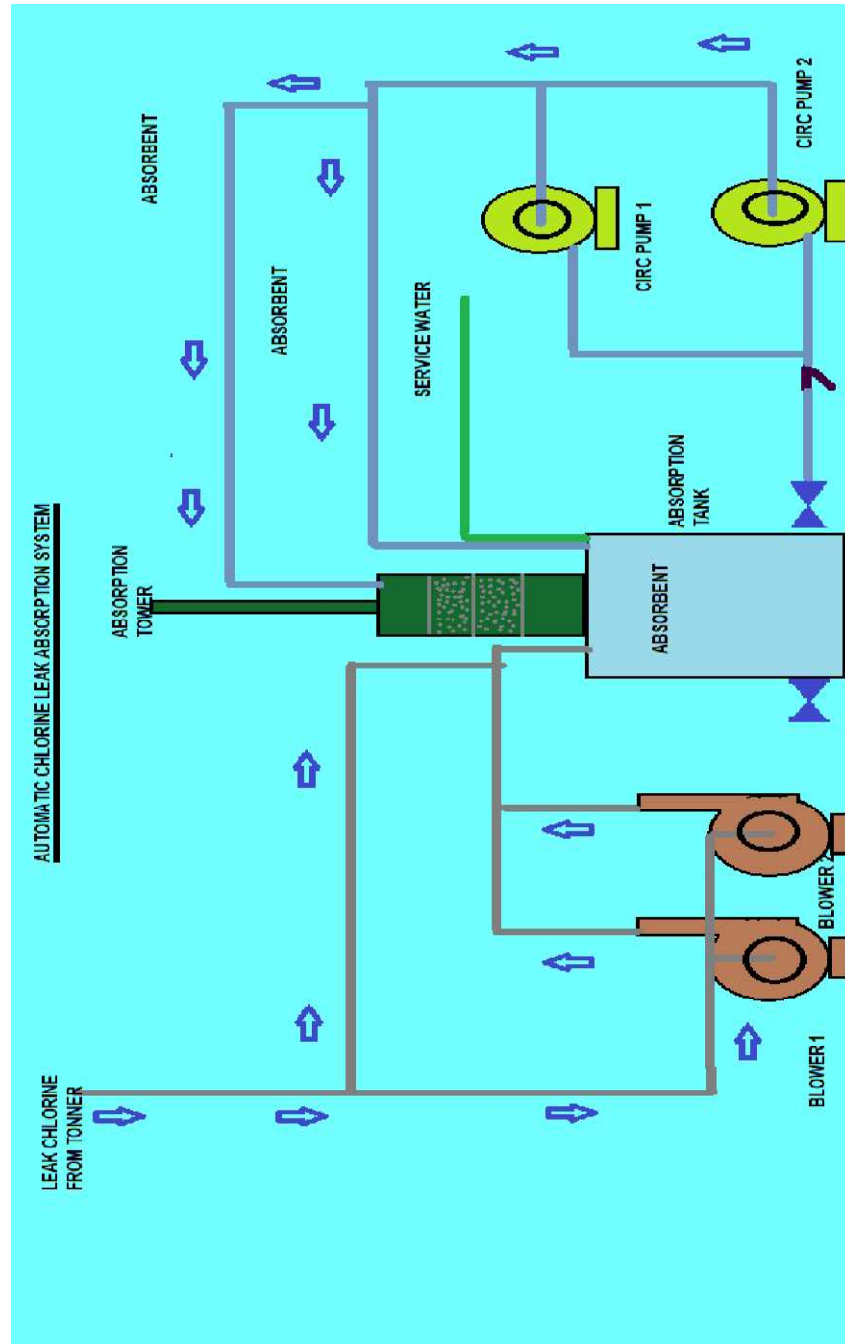 AUTOMATIC CHLORINE LEAK ABSORPTION SYSTEM
LEAK CHLORINE
FROM TONNER
ABSORPTION
TOWER
ABSORBENT
ABSORBENT
SERVICE WATER
CIRC PUMP 1
CIRC PUMP 2
ABSORPTION
TANK
ABSORBENT
BLOWER 1
BLOWER 2